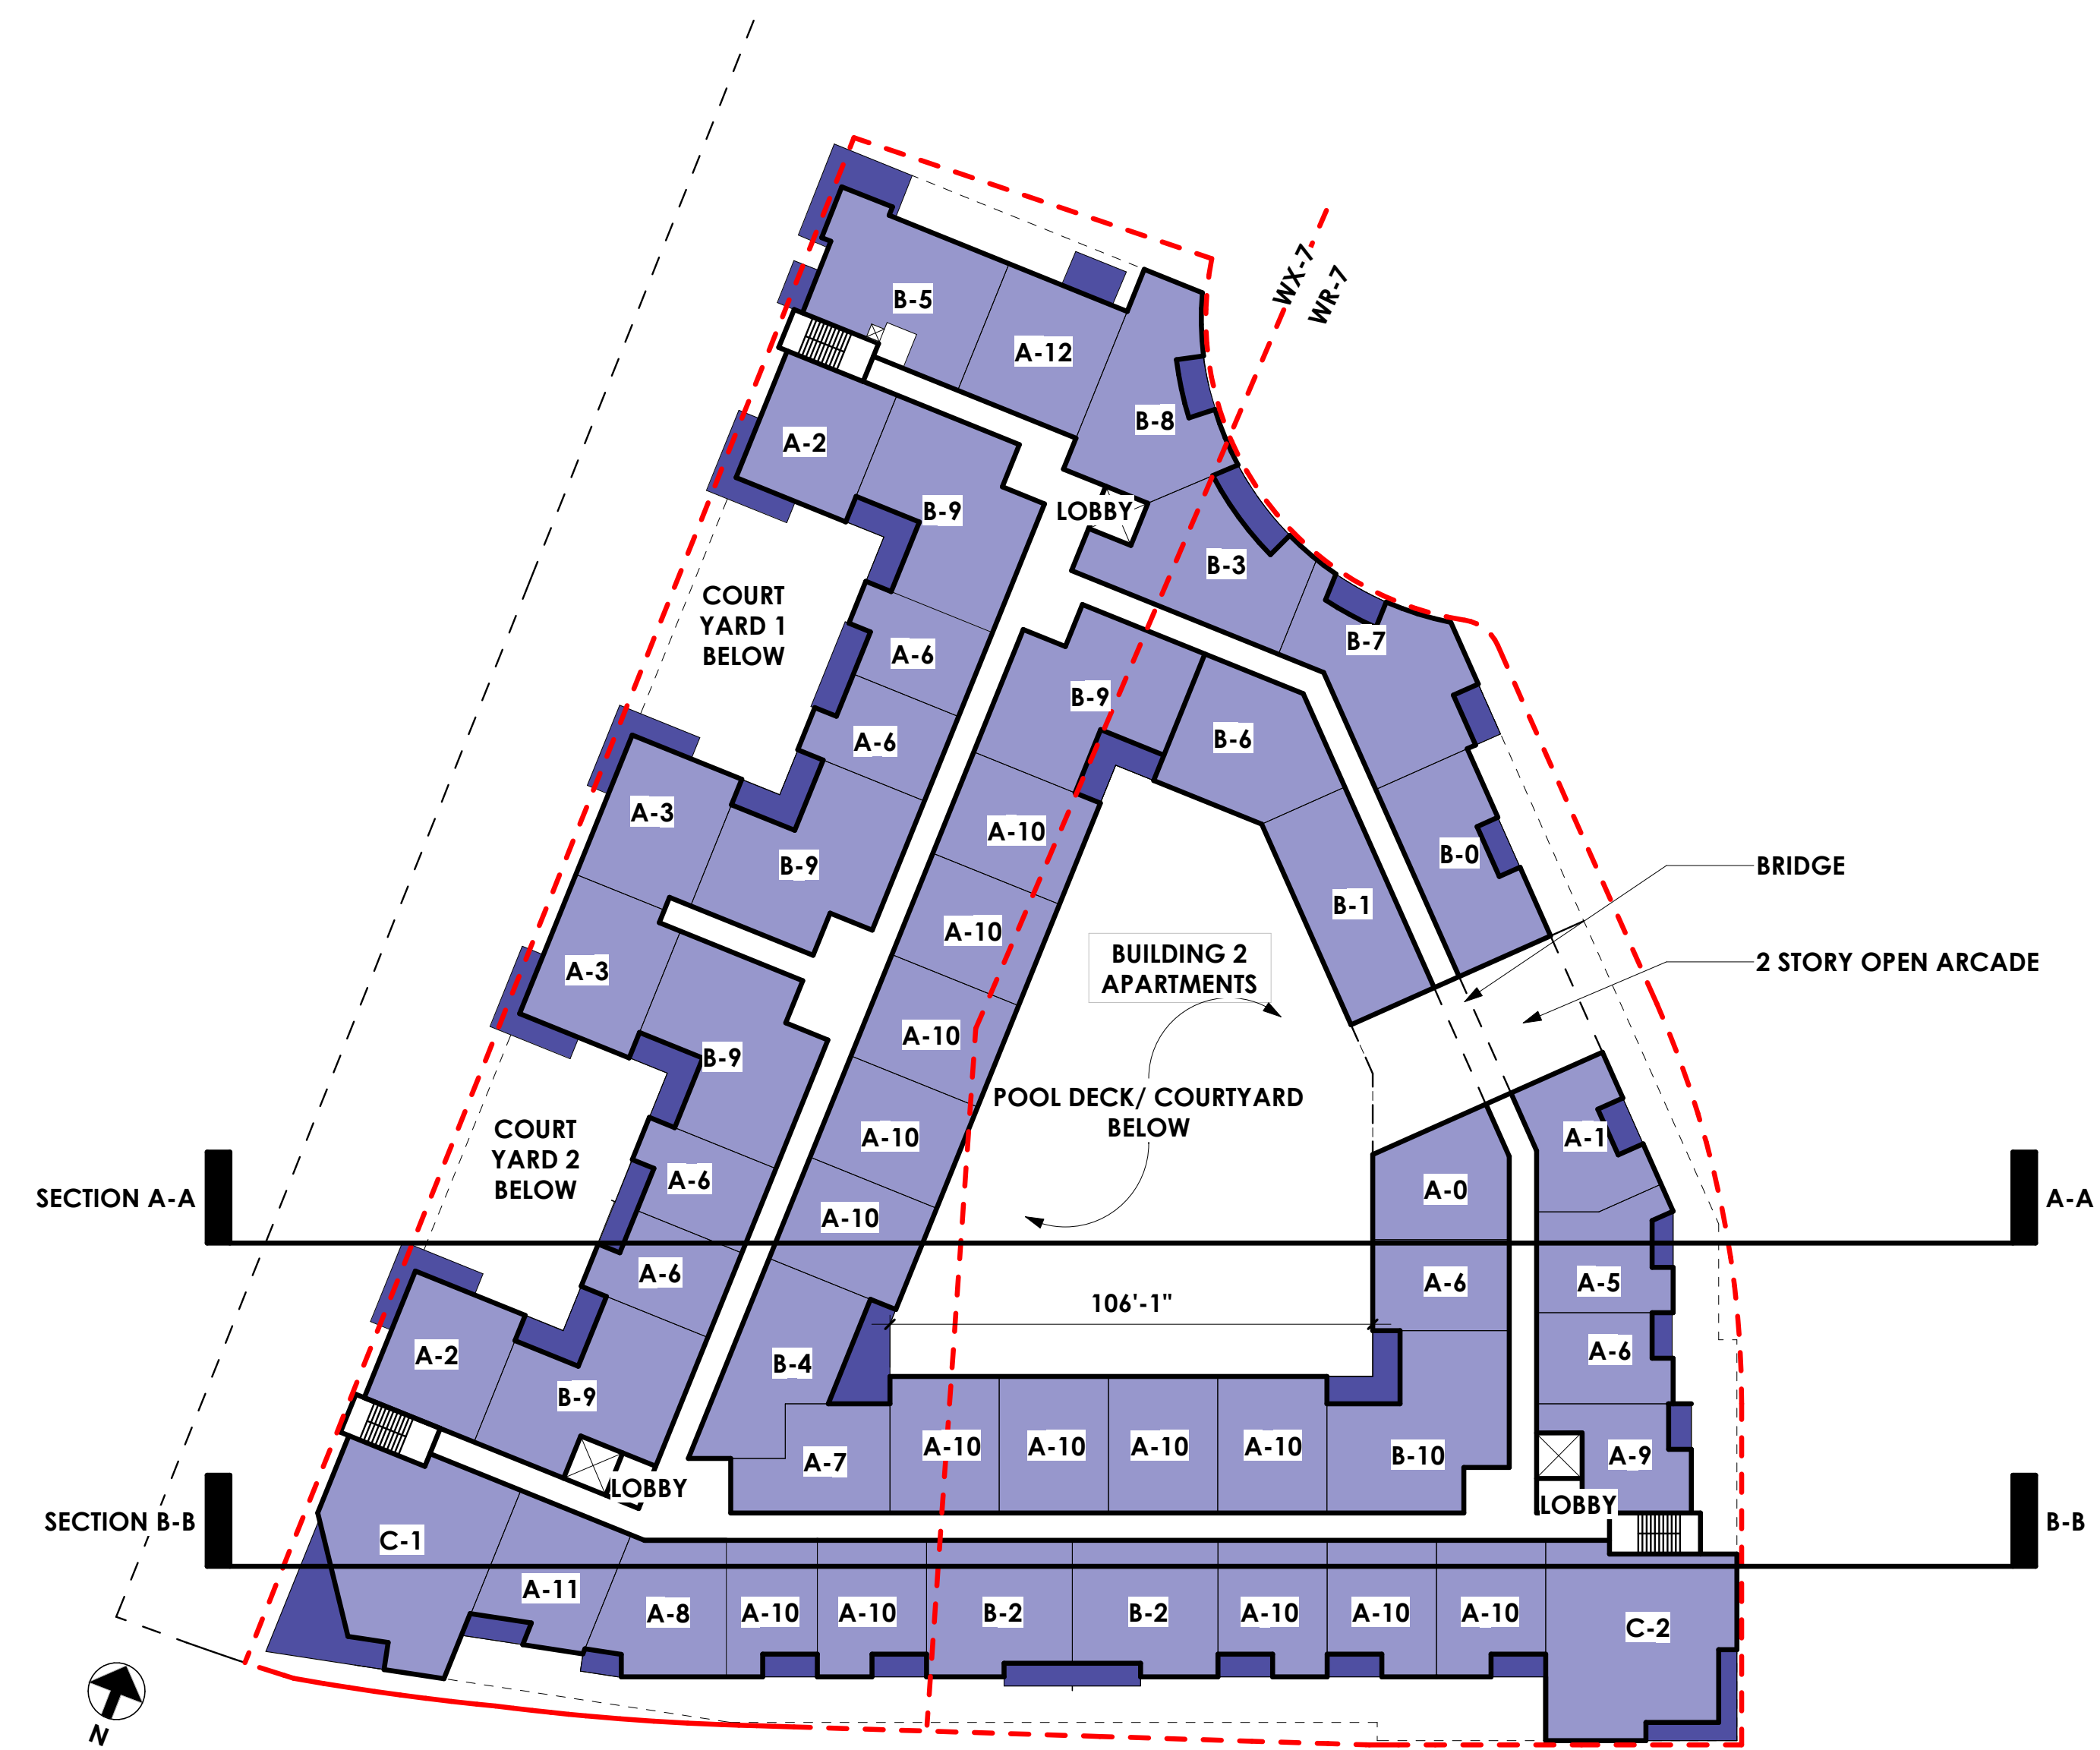 WX-7
WR-7
B-5
A-12
B-8
A-2
B-9
LOBBY
B-3
COURT
YARD 1
BELOW
A-6
B-7
B-9
A-6
B-6
A-3
A-10
B-9
B-0
BRIDGE
B-1
A-10
BUILDING 2
APARTMENTS
2 STORY OPEN ARCADE
A-3
A-10
B-9
POOL DECK/ COURTYARD
BELOW
COURT
YARD 2
BELOW
A-10
A-1
A-6
A-0
SECTION A-A
A-A
A-10
A-6
A-6
A-5
106'-1"
A-2
B-4
A-6
B-9
A-7
A-10
A-10
A-10
A-10
B-10
A-9
LOBBY
LOBBY
SECTION B-B
B-B
C-1
A-11
A-8
A-10
A-10
B-2
B-2
A-10
A-10
A-10
C-2
N